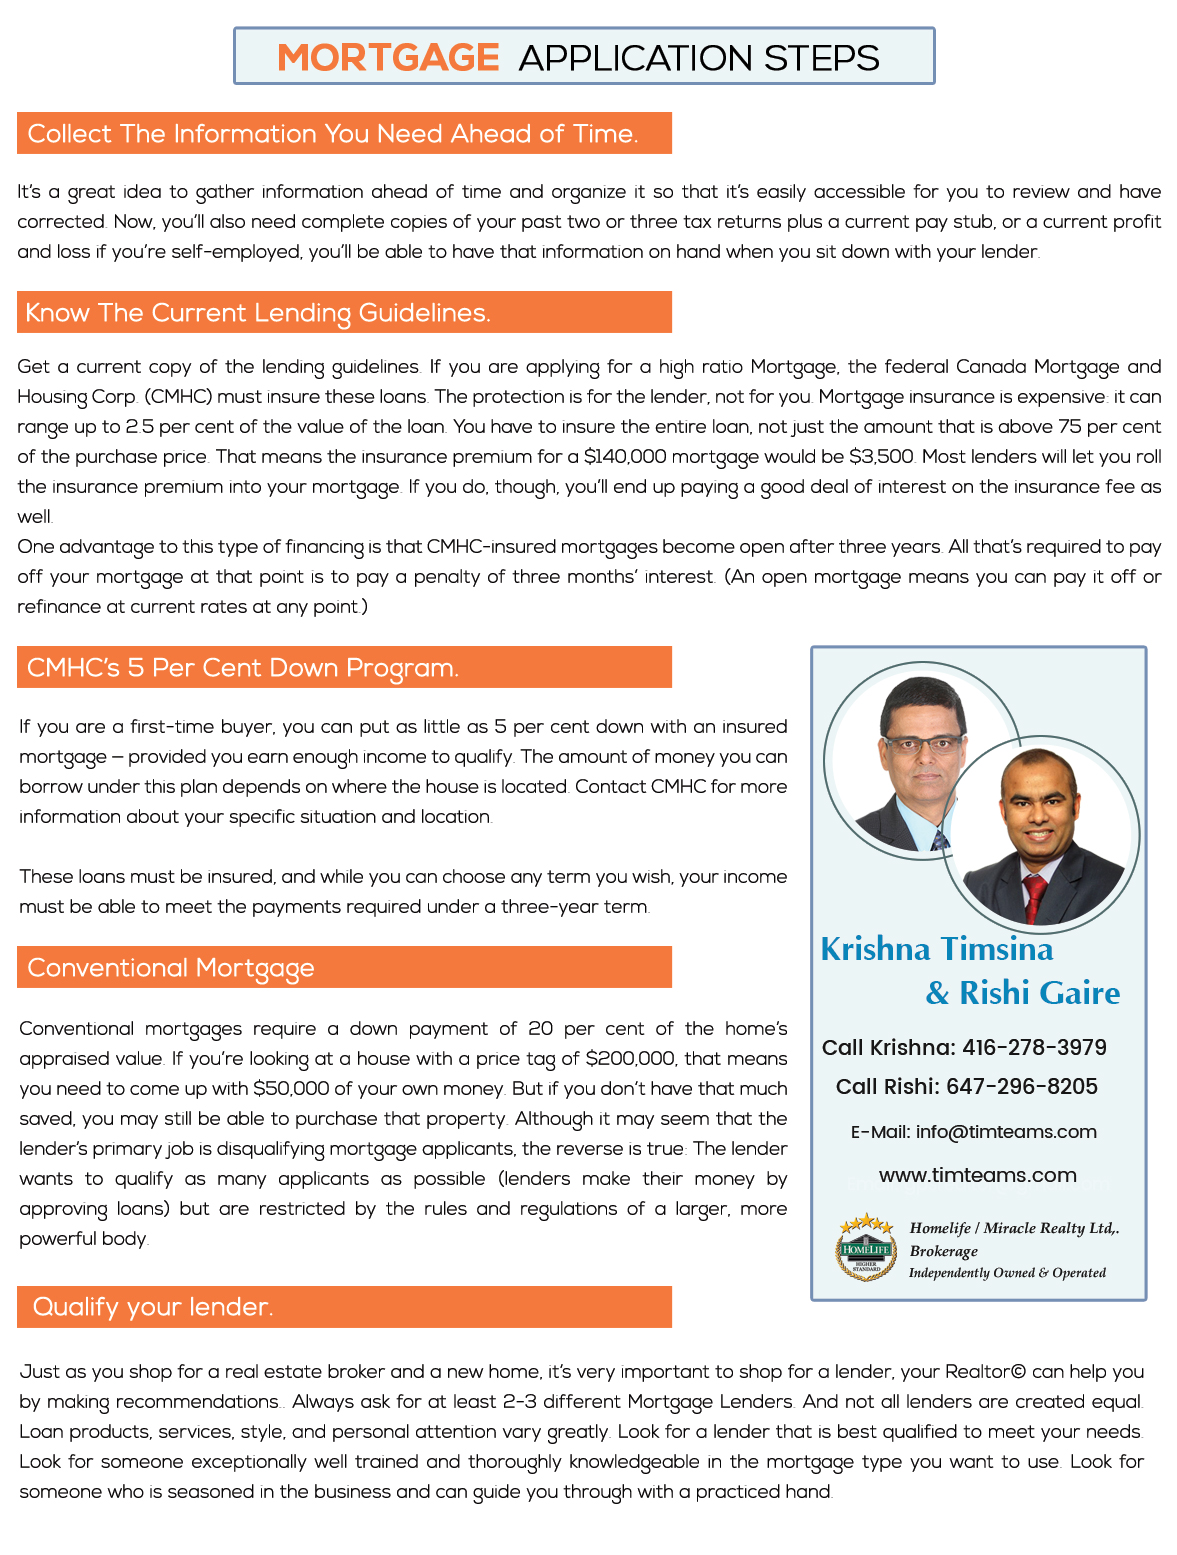 MORTGAGE APPLICATION STEPS
Collect The Information You Need Ahead of Time.
It's a great idea to gather information ahead of time and organize it so that it's easily accessible for you to review and have
corrected. Now, you'll also need complete copies of your past two or three tax returns plus a current pay stub, or a current profit
and loss if you're self-employed, you'll be able to have that information on hand when you sit down with your lender.
Know The Current Lending Guidelines.
Get a current copy of the lending guidelines. If you are applying for a high ratio Mortgage, the federal Canada Mortgage and
Housing Corp. (CMHC) must insure these loans. The protection is for the lender, not for you. Mortgage insurance is expensive: it can
range up to 2.5 per cent of the value of the loan. You have to insure the entire loan, not just the amount that is above 75 per cent
of the purchase price. That means the insurance premium for a $140,000 mortgage would be $3,500. Most lenders will let you roll
the insurance premium into your mortgage. If you do, though, you'll end up paying a good deal of interest on the insurance fee as
well.
One advantage to this type of financing is that CMHC-insured mortgages become open after three years. All that's required to pay
off your mortgage at that point is to pay a penalty of three months' interest. (An open mortgage means you can pay it off or
refinance at current rates at any point.)
CMHC's 5 Per Cent Down Program.
If you are a first-time buyer, you can put as little as 5 per cent down with an insured
mortgage – provided you earn enough income to qualify. The amount of money you can
borrow under this plan depends on where the house is located. Contact CMHC for more
information about your specific situation and location.
These loans must be insured, and while you can choose any term you wish, your income
must be able to meet the payments required under a three-year term.
Conventional Mortgage
Conventional mortgages require a down payment of 20 per cent of the home's
appraised value. If you're looking at a house with a price tag of $200,000, that means
you need to come up with $50,000 of your own money. But if you don't have that much
saved, you may still be able to purchase that property. Although it may seem that the
lender's primary job is disqualifying mortgage applicants, the reverse is true: The lender
wants to qualify as many applicants as possible (lenders make their money by
approving loans) but are restricted by the rules and regulations of a larger, more
powerful body.
Krishna Timsina
& Rishi Gaire
Call Krishna: 416-278-3979
Call Rishi: 647-296-8205
E-Mail: info@timteams.com
www.timteams.com
HOMELIFE
HIGHER
STANDARD
Homelife / Miracle Realty Ltd,.
Brokerage
Independently Owned & Operated
Qualify your lender.
Just as you shop for a real estate broker and a new home, it's very important to shop for a lender, your Realtor© can help you
by making recommendations.. Always ask for at least 2-3 different Mortgage Lenders. And not all lenders are created equal.
Loan products, services, style, and personal attention vary greatly. Look for a lender that is best qualified to meet your needs.
Look for someone exceptionally well trained and thoroughly knowledgeable in the mortgage type you want to use. Look for
someone who is seasoned in the business and can guide you through with a practiced hand.